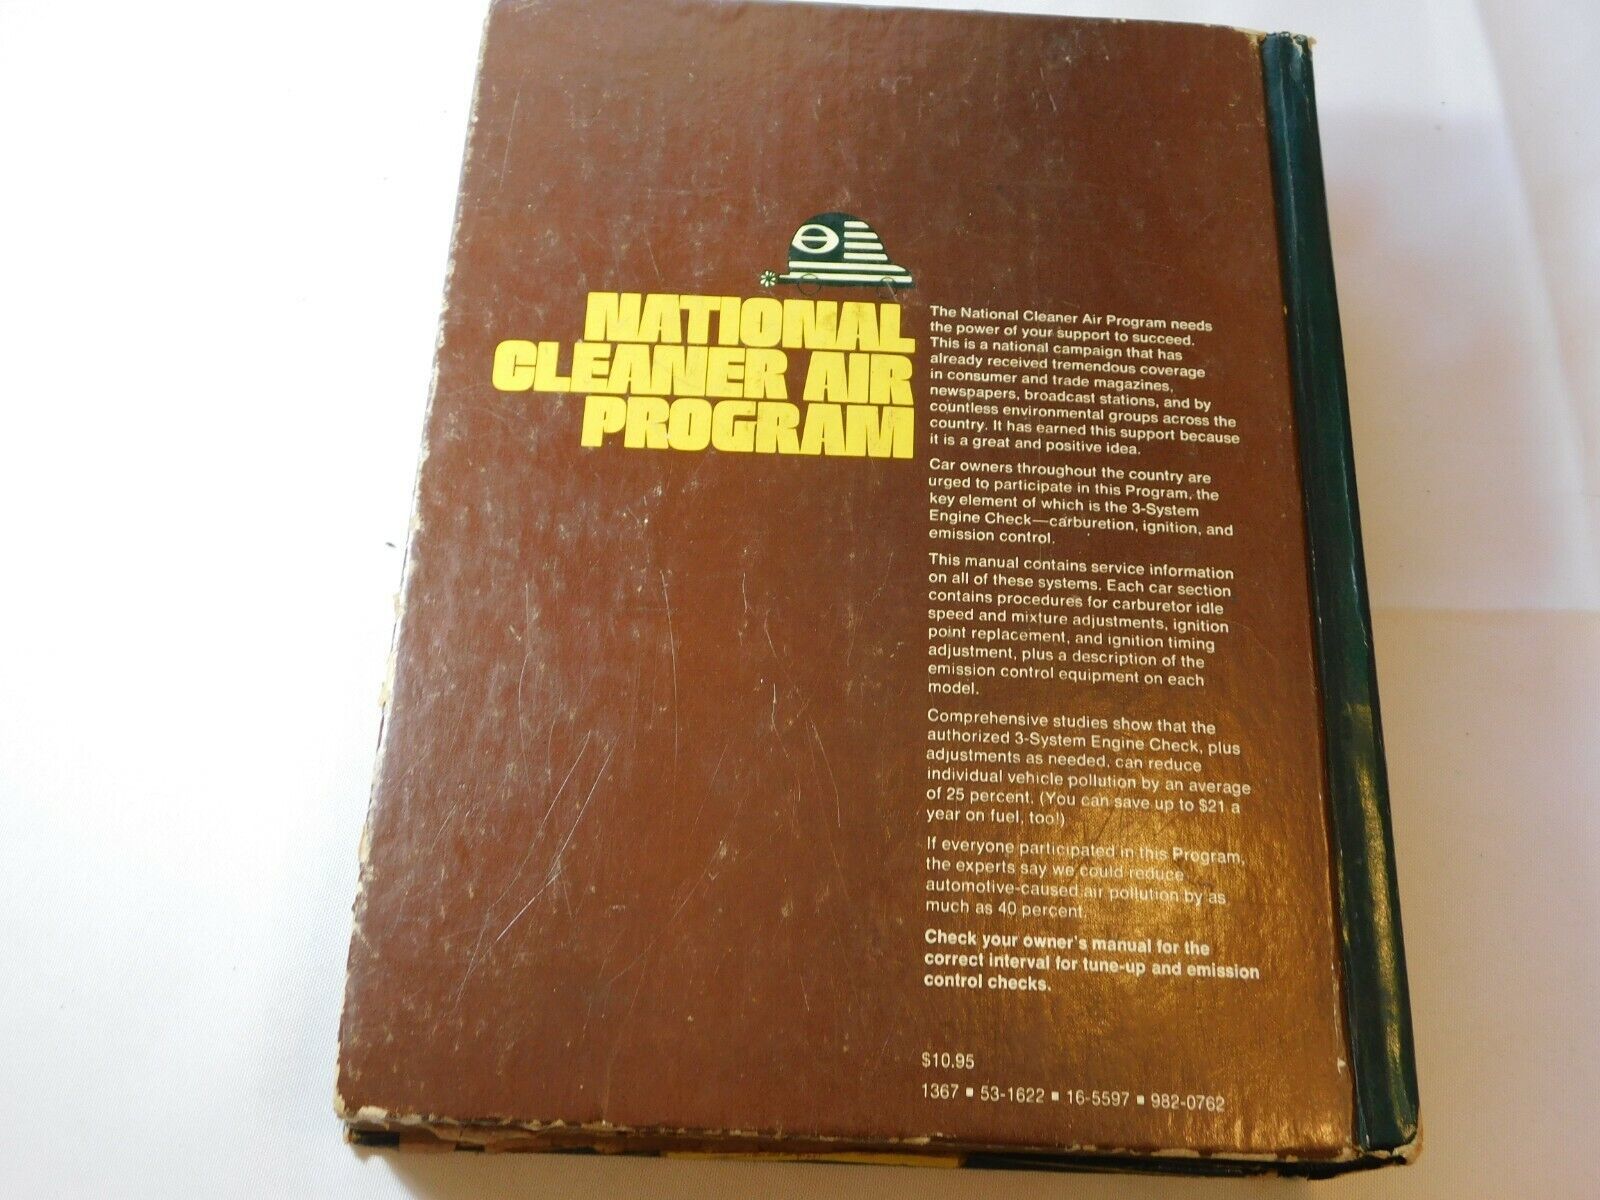 NATIONAL
CLEANER AIR
PROGRAM
The National Cleaner Air Program needs
the power of your support to succeed.
This is a national campaign that has
already received tremendous coverage
in consumer and trade magazines,
newspapers, broadcast stations, and by
countless environmental groups across the
country. It has earned this support because
it is a great and positive idea.
Car owners throughout the country are
urged to participate in this Program, the
key element of which is the 3-System
Engine Check—carburetion, ignition, and
emission control.
This manual contains service information
on all of these systems. Each car section
contains procedures for carburetor idle
speed and mixture adjustments, ignition
point replacement, and ignition timing
adjustment, plus a description of the
emission control equipment on each
model.
Comprehensive studies show that the
authorized 3-System Engine Check, plus
adjustments as needed, can reduce
individual vehicle pollution by an average
of 25 percent. (You can save up to $21 a
year on fuel, too!)
If everyone participated in this Program,
the experts say we could reduce
automotive-caused air pollution by as
much as 40 percent.
Check your owner's manual for the
correct interval for tune-up and emission
control checks.
$10.95
1367 ▪ 53-1622 ▪ 16-5597 ▪ 982-0762